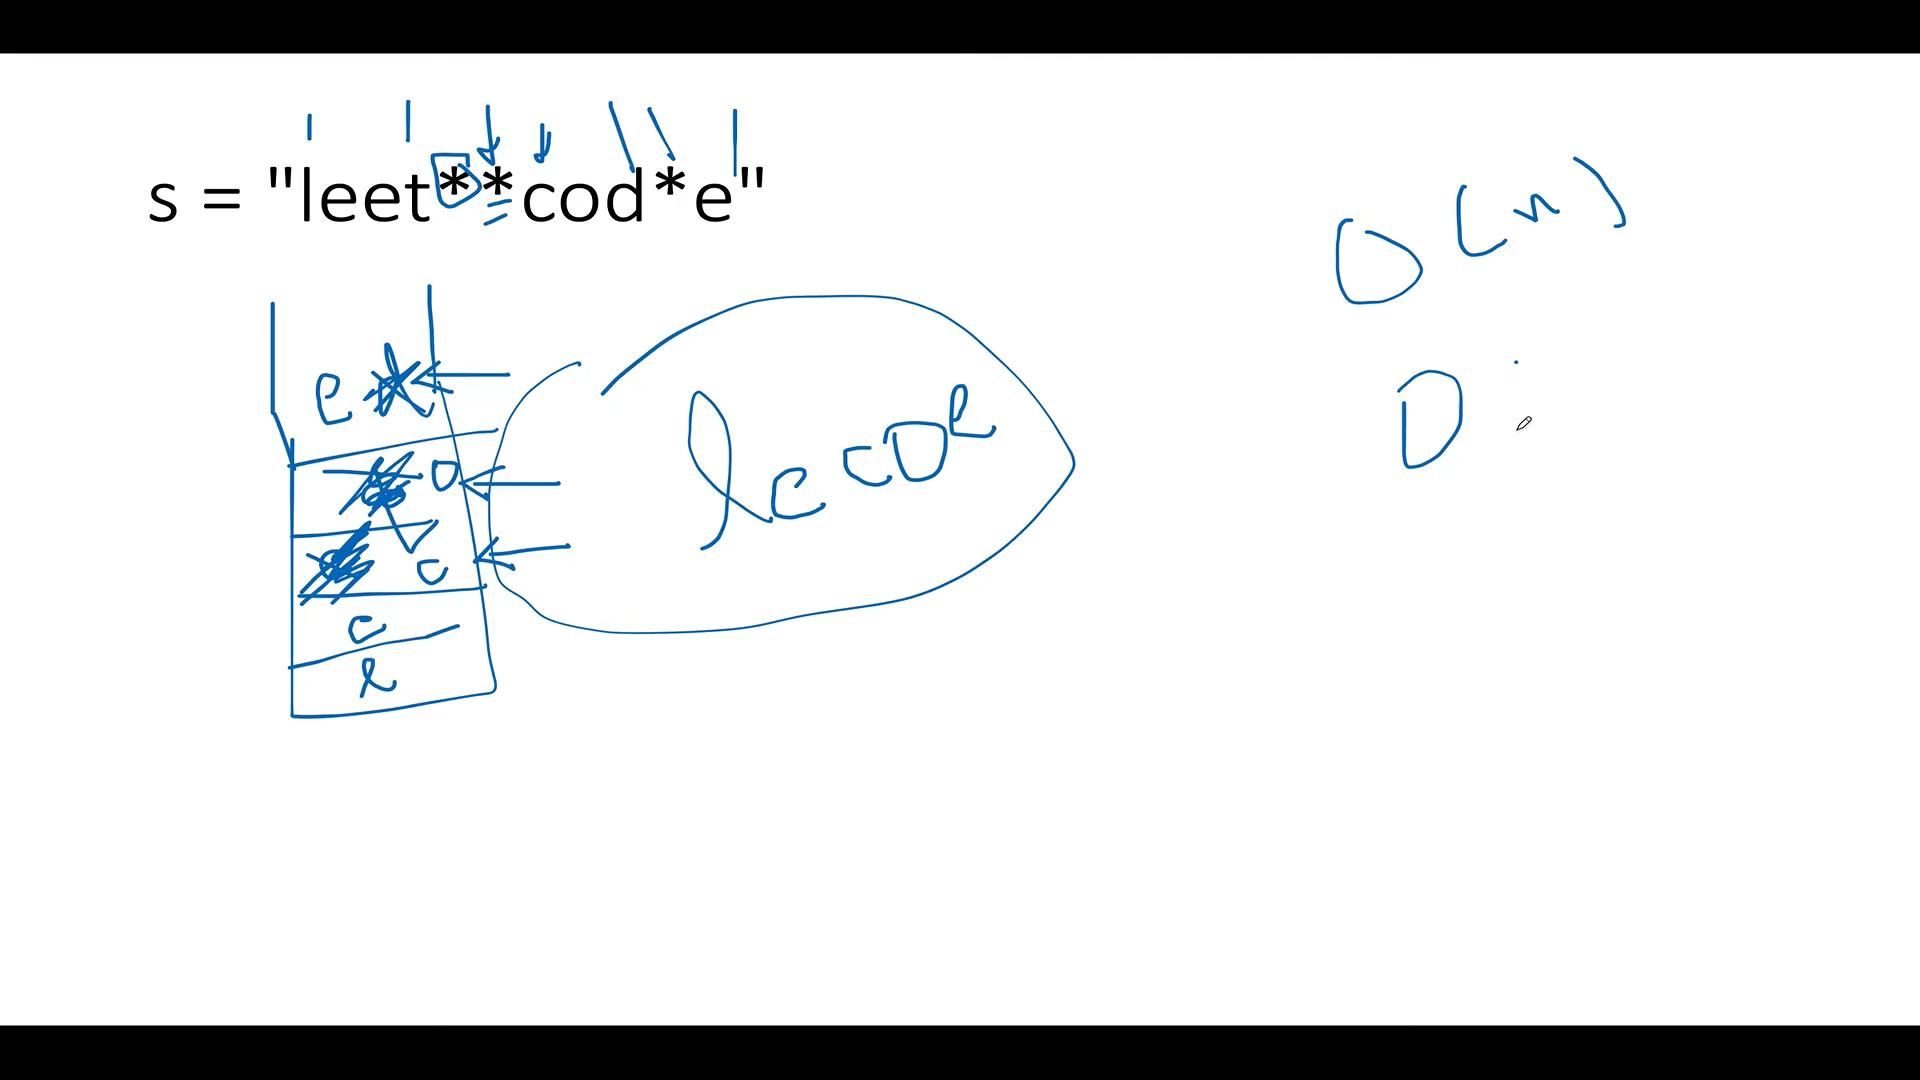 s = "leet**cod*e"
O(n)
lecoe
O
e
o
c
e
l